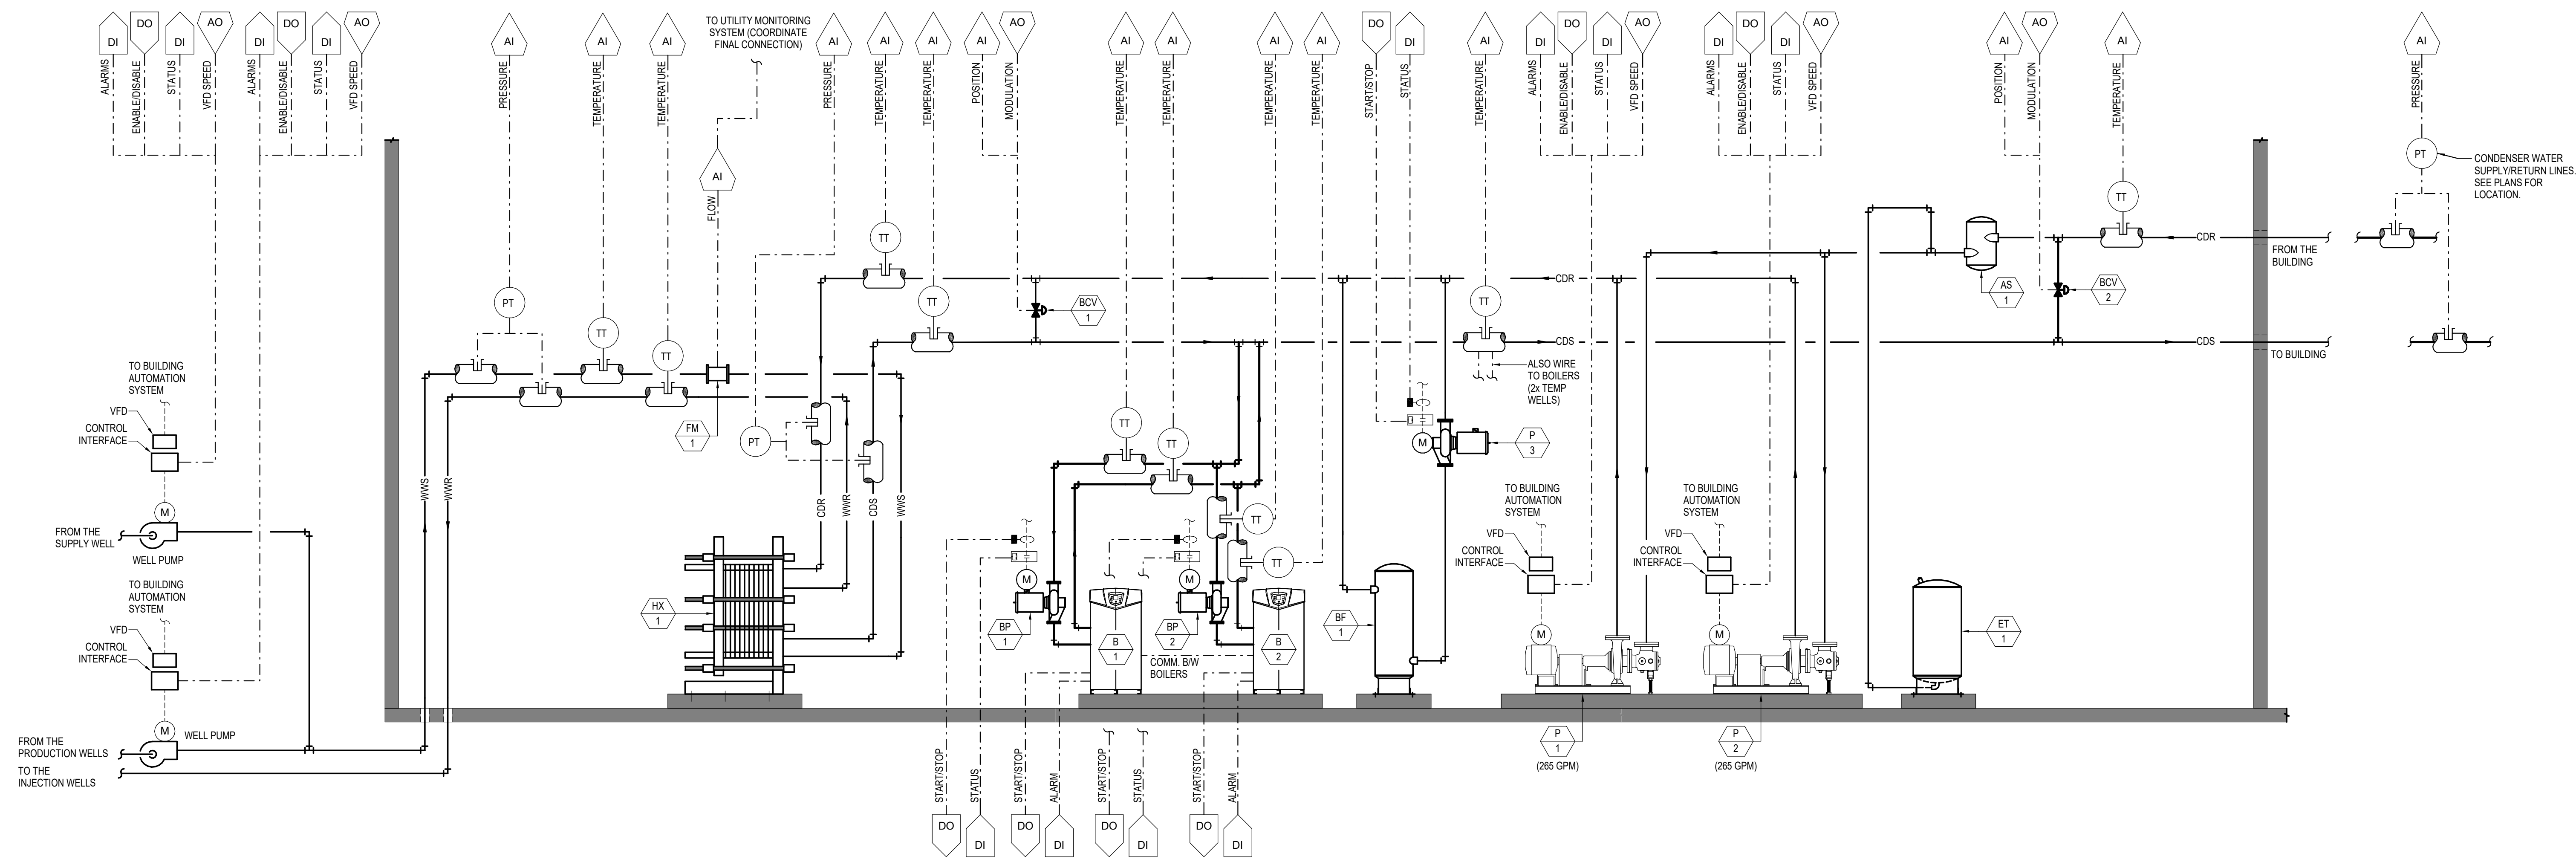 DI
DO
DI
AO
DI
DO
DI
AO
AI
AI
AI
TO UTILITY MONITORING
SYSTEM (COORDINATE
FINAL CONNECTION)
AI
AI
AI
AI
AO
AI
AI
AI
AI
DO
DI
AI
DI
DO
DI
AO
DI
DO
DI
AO
AI
AO
AI
AI
ALARMS
ENABLE/DISABLE
STATUS
VFD SPEED
ALARMS
ENABLE/DISABLE
STATUS
VFD SPEED
PRESSURE
TEMPERATURE
TEMPERATURE
PRESSURE
TEMPERATURE
TEMPERATURE
POSITION
MODULATION
TEMPERATURE
TEMPERATURE
TEMPERATURE
TEMPERATURE
START/STOP
STATUS
TEMPERATURE
ALARMS
ENABLE/DISABLE
STATUS
VFD SPEED
ALARMS
ENABLE/DISABLE
STATUS
VFD SPEED
POSITION
MODULATION
TEMPERATURE
PRESSURE
AI
FLOW
PT
CONDENSER WATER
SUPPLY/RETURN LINES.
SEE PLANS FOR
LOCATION.
TT
TT
CDR
FROM THE
BUILDING
CDR
PT
TT
TT
BCV
1
AS
1
BCV
2
TT
TT
CDS
CDS
TO BUILDING
ALSO WIRE
TO BOILERS
(2x TEMP
WELLS)
TO BUILDING
AUTOMATION
SYSTEM
VFD
CONTROL
INTERFACE
FM
1
PT
TT
TT
M
P
3
WWS
WWR
CDR
WWR
CDS
WWS
TT
TT
M
FROM THE
SUPPLY WELL
WELL PUMP
TO BUILDING
AUTOMATION
SYSTEM
VFD
CONTROL
INTERFACE
TO BUILDING
AUTOMATION
SYSTEM
VFD
CONTROL
INTERFACE
TO BUILDING
AUTOMATION
SYSTEM
VFD
CONTROL
INTERFACE
HX
1
M
M
BP
1
B
1
BP
2
B
2
COMM. B/W
BOILERS
BF
1
M
M
ET
1
M
WELL PUMP
FROM THE
PRODUCTION WELLS
TO THE
INJECTION WELLS
P
1
(265 GPM)
P
2
(265 GPM)
START/STOP
STATUS
START/STOP
ALARM
START/STOP
STATUS
START/STOP
ALARM
DO
DI
DO
DI
DO
DI
DO
DI